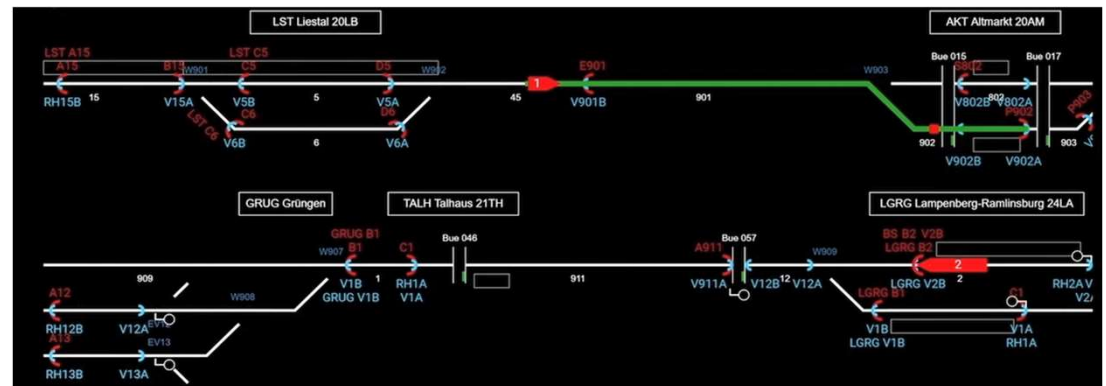 LST Liestal 20LB AKT Altmarkt 20AM
LST A15 LST C5 Bue 015 Bue 017
A15 B15 W901 C5 D5 W902 E901 W903 S802 P903
RH15B 15 V15A V5B 5 V5A 45 1 V901B 901 V802B 802 V802A
LST C6 C6 D6 P902
V6B 6 V6A 902 903
V902B V902A
GRUG Grüngen TALH Talhaus 21TH LGRG Lampenberg-Ramlinsburg 24LA
GRUG B1 Bue 046 Bue 057 BS B2 V2B
W907 B1 C1 A911 W909 LGRG B2
909 1 911 12 2
V1B RH1A V911A V12B V12A LGRG V2B 2 RH2A
GRUG V1B V1A
A12 W908 LGRG B1 C1
RH12B V12A EV12 V1B V1A
A13 EV13 LGRG V1B RH1A
RH13B V13A